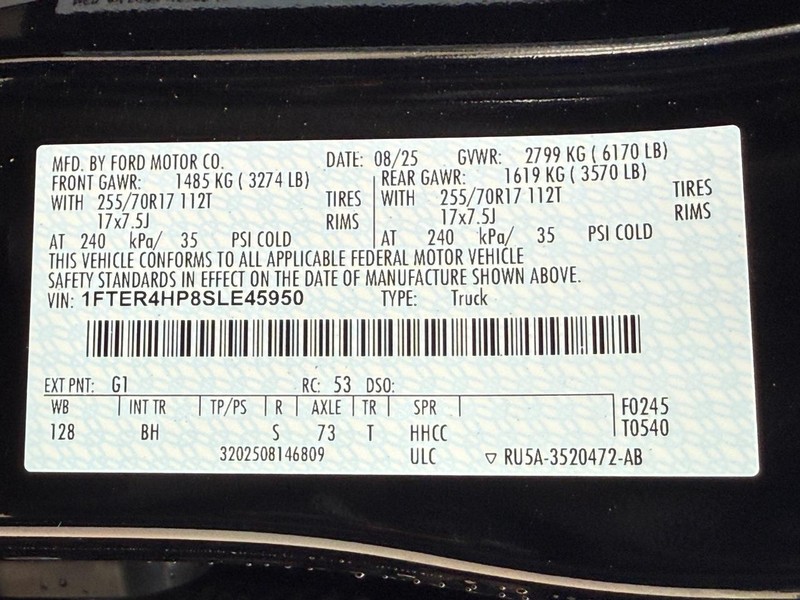 MFD. BY FORD MOTOR CO. DATE: 08/25 GVWR: 2799 KG ( 6170 LB)
FRONT GAWR: 1485 KG ( 3274 LB) REAR GAWR: 1619 KG ( 3570 LB)
WITH 255/70R17 112T TIRES WITH 255/70R17 112T TIRES
17x7.5J RIMS 17x7.5J RIMS
AT 240 kPa/ 35 PSI COLD AT 240 kPa/ 35 PSI COLD
THIS VEHICLE CONFORMS TO ALL APPLICABLE FEDERAL MOTOR VEHICLE
SAFETY STANDARDS IN EFFECT ON THE DATE OF MANUFACTURE SHOWN ABOVE.
VIN: 1FTER4HP8SLE45950 TYPE: Truck
EXT PNT: G1 RC: 53 DSO:
WB INT TR TP/PS R AXLE TR SPR F0245
128 BH S 73 T HHCC T0540
3202508146809 ULC ▽ RU5A-3520472-AB